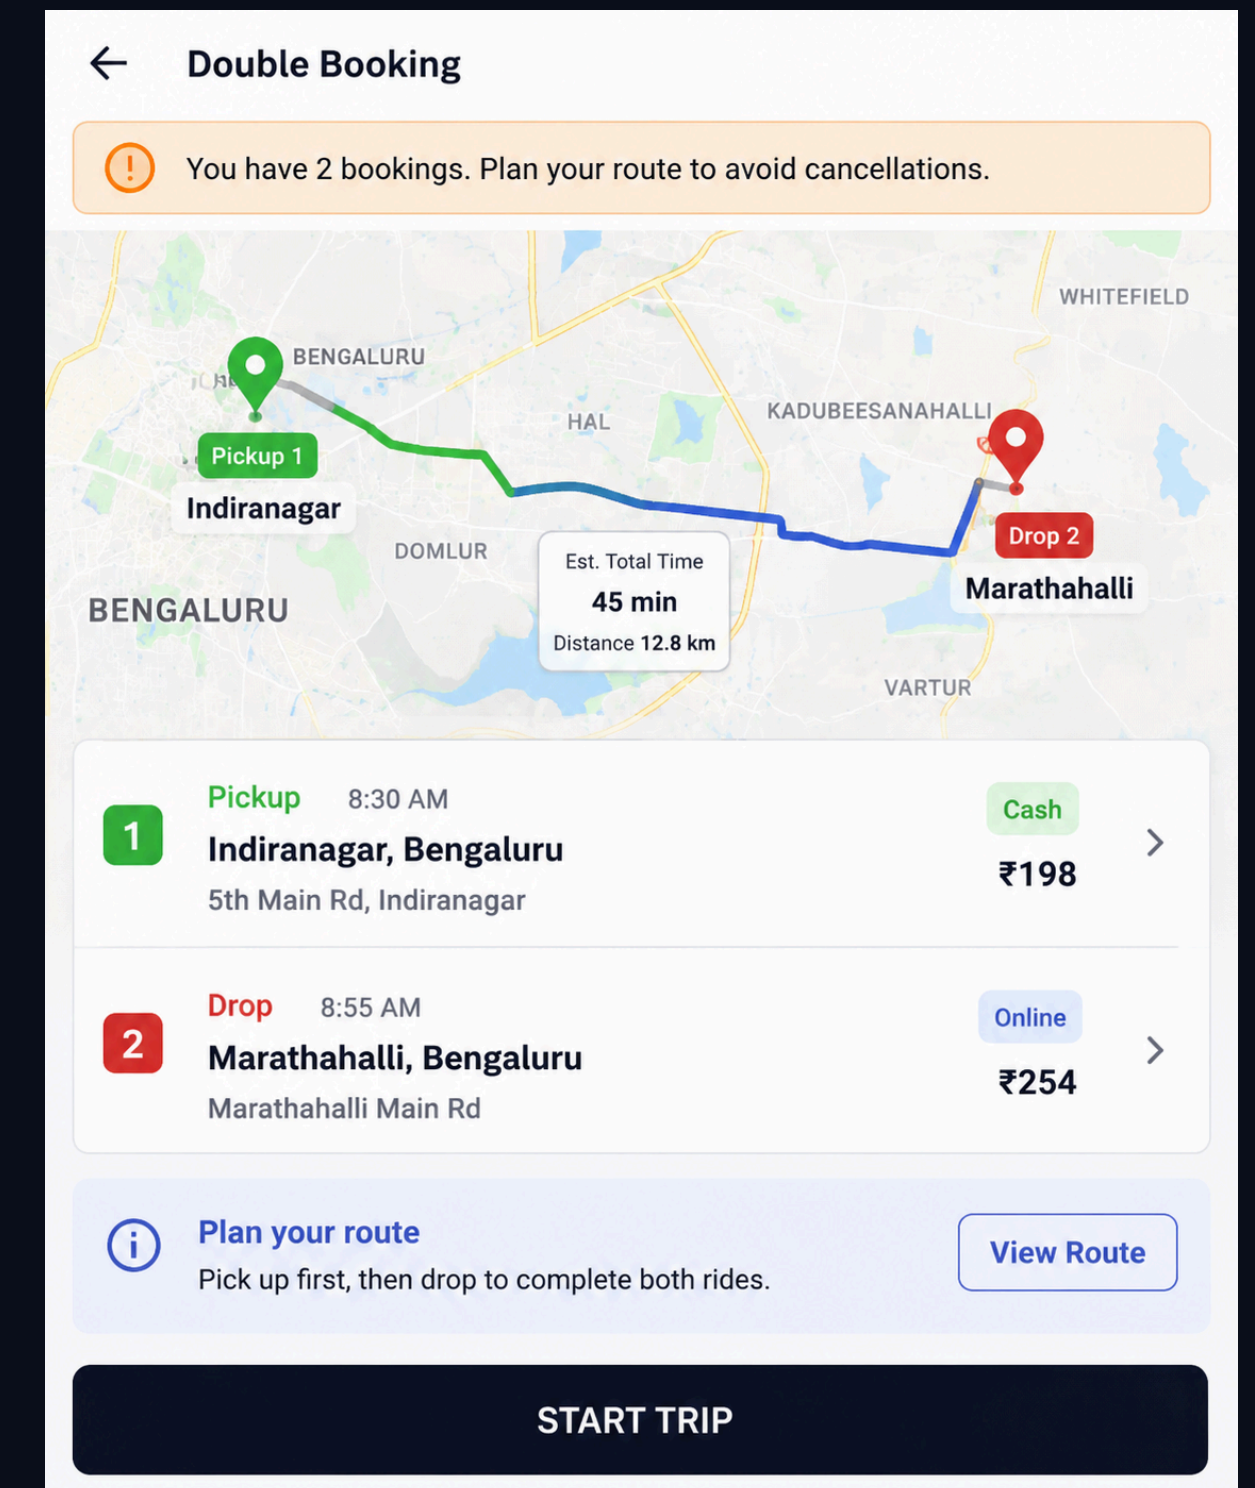 Double Booking
You have 2 bookings. Plan your route to avoid cancellations.
WHITEFIELD
BENGALURU
KADUBEESANAHALLI
HAL
Pickup 1
Indiranagar
DOMLUR
Drop 2
Est. Total Time
45 min
Distance 12.8 km
Marathahalli
BENGALURU
VARTUR
1
Pickup 8:30 AM
Cash
Indiranagar, Bengaluru
₹198
5th Main Rd, Indiranagar
2
Drop 8:55 AM
Online
Marathahalli, Bengaluru
₹254
Marathahalli Main Rd
Plan your route
Pick up first, then drop to complete both rides.
View Route
START TRIP